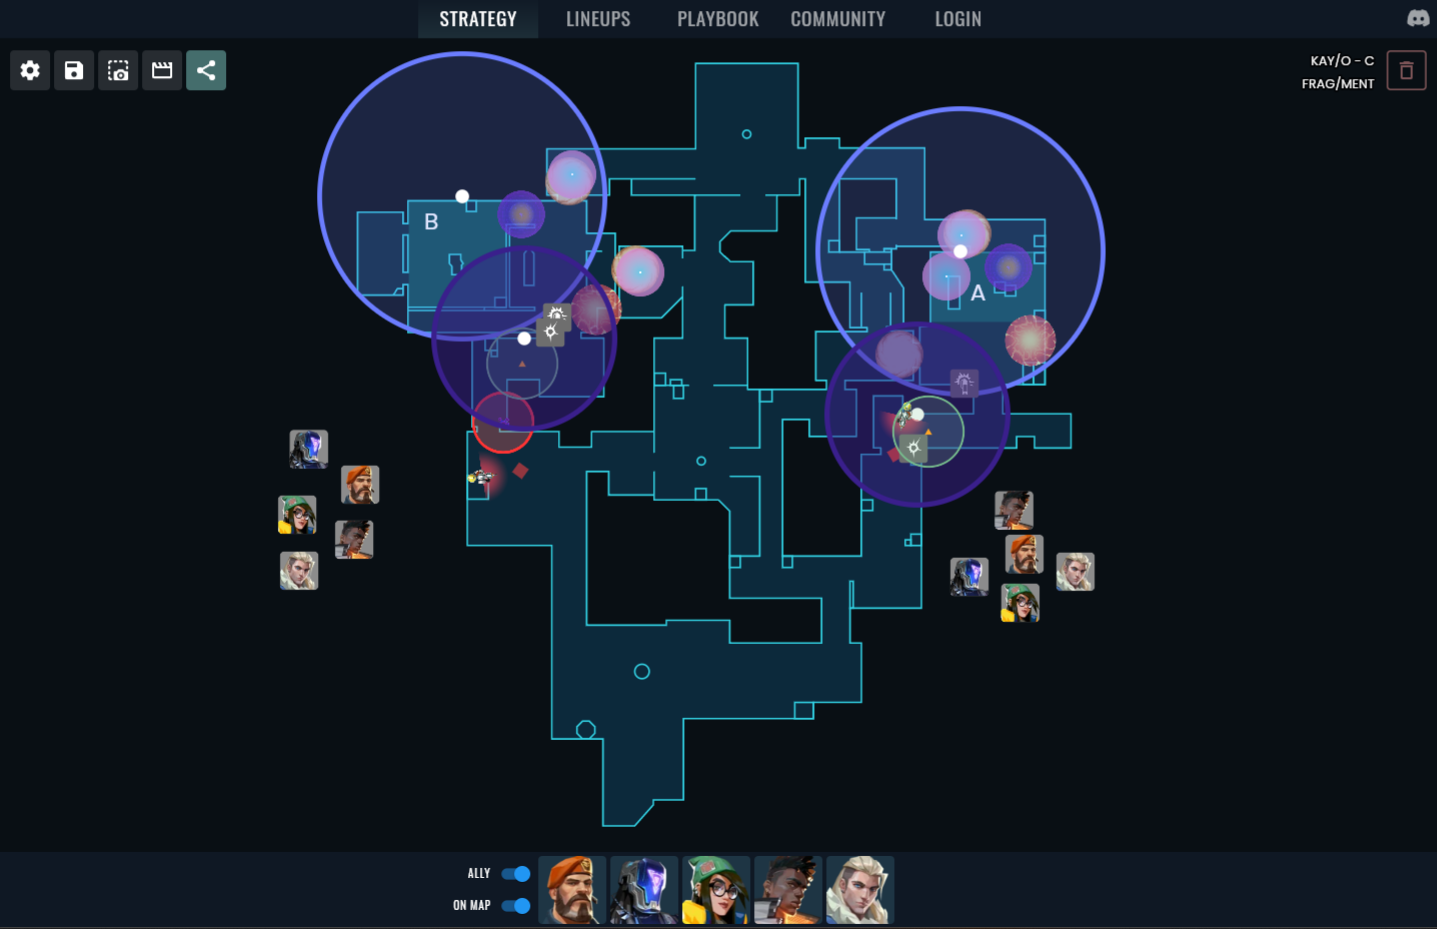 STRATEGY LINEUPS PLAYBOOK COMMUNITY LOGIN
KAY/O - C
FRAG/MENT
B
A
ALLY
ON MAP